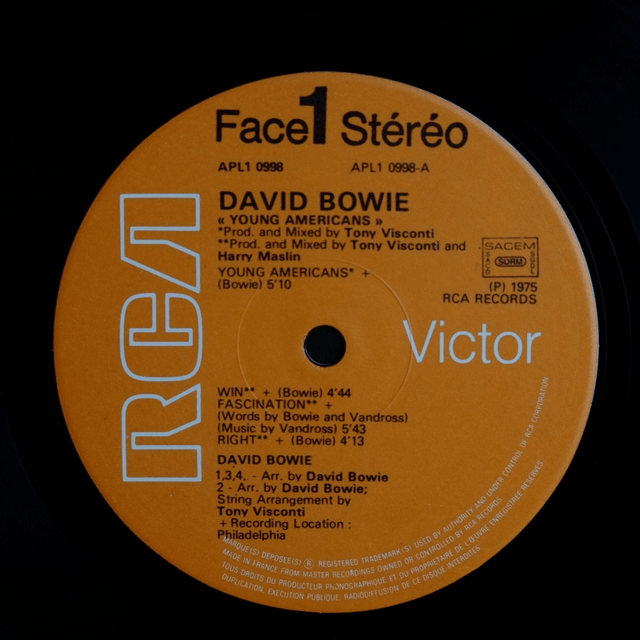 Face 1 Stéréo
APL1 0998 APL1 0998-A
DAVID BOWIE
« YOUNG AMERICANS »
*Prod. and Mixed by Tony Visconti
**Prod. and Mixed by Tony Visconti and
Harry Maslin
YOUNG AMERICANS* +
(Bowie) 5'10
SACEM
SDRM
(P) 1975
RCA RECORDS
RCA
Victor
WIN** + (Bowie) 4'44
FASCINATION** +
(Words by Bowie and Vandross)
(Music by Vandross) 5'43
RIGHT** + (Bowie) 4'13
DAVID BOWIE
1,3,4, - Arr. by David Bowie
2 - Arr. by David Bowie;
String Arrangement by
Tony Visconti
+ Recording Location :
Philadelphia
MARQUE(S) DEPOSEE(S) ® REGISTERED TRADEMARK(S) USED BY AUTHORITY AND UNDER CONTROL OF RCA CORPORATION
MADE IN FRANCE FROM MASTER RECORDINGS OWNED OR CONTROLLED BY RCA RECORDS
TOUS DROITS DU PRODUCTEUR PHONOGRAPHIQUE ET DU PROPRIETAIRE DE L'ŒUVRE ENREGISTREE RESERVES
DUPLICATION, EXECUTION PUBLIQUE, RADIODIFFUSION DE CE DISQUE INTERDITES